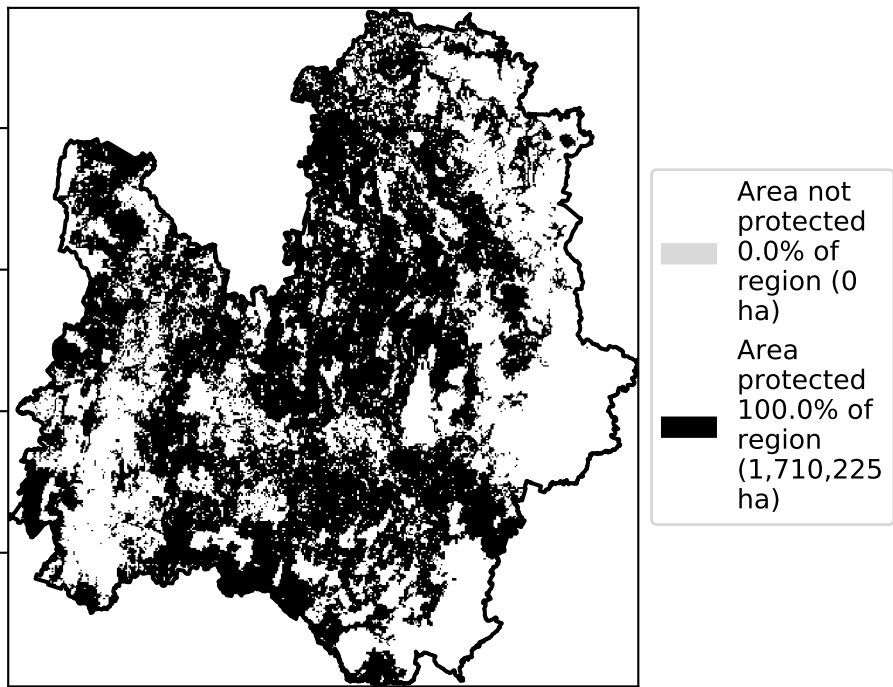 Area not
protected
0.0% of
region (0
ha)
Area
protected
100.0% of
region
(1,710,225
ha)